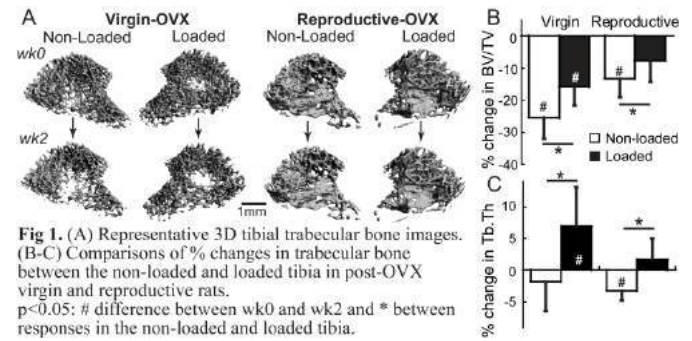 A
Virgin-OVX
Reproductive-OVX
Non-Loaded
Loaded
Non-Loaded
Loaded
wk0
wk2
1mm
Fig 1. (A) Representative 3D tibial trabecular bone images.
(B-C) Comparisons of % changes in trabecular bone
between the non-loaded and loaded tibia in post-OVX
virgin and reproductive rats.
p<0.05: # difference between wk0 and wk2 and * between
responses in the non-loaded and loaded tibia.
B
Virgin
Reproductive
% change in BV/TV
0
-10
-20
-30
-40
#
#
#
*
*
Non-loaded
Loaded
C
% change in Tb.Th
10
5
0
-5
*
*
#
#